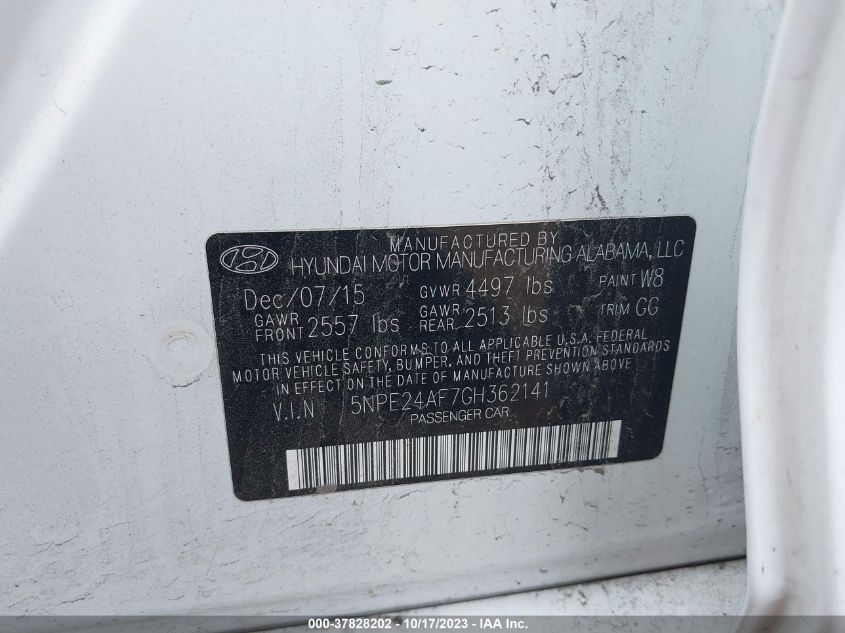 MANUFACTURED BY
HYUNDAI MOTOR MANUFACTURING ALABAMA, LLC
Dec/07/15 GVWR 4497 lbs PAINT W8
GAWR FRONT 2557 lbs GAWR REAR 2513 lbs TRIM GG
THIS VEHICLE CONFORMS TO ALL APPLICABLE U.S.A. FEDERAL
MOTOR VEHICLE SAFETY, BUMPER, AND THEFT PREVENTION STANDARDS
IN EFFECT ON THE DATE OF MANUFACTURE SHOWN ABOVE
V.I.N 5NPE24AF7GH362141
PASSENGER CAR
000-37828202 - 10/17/2023 - IAA Inc.